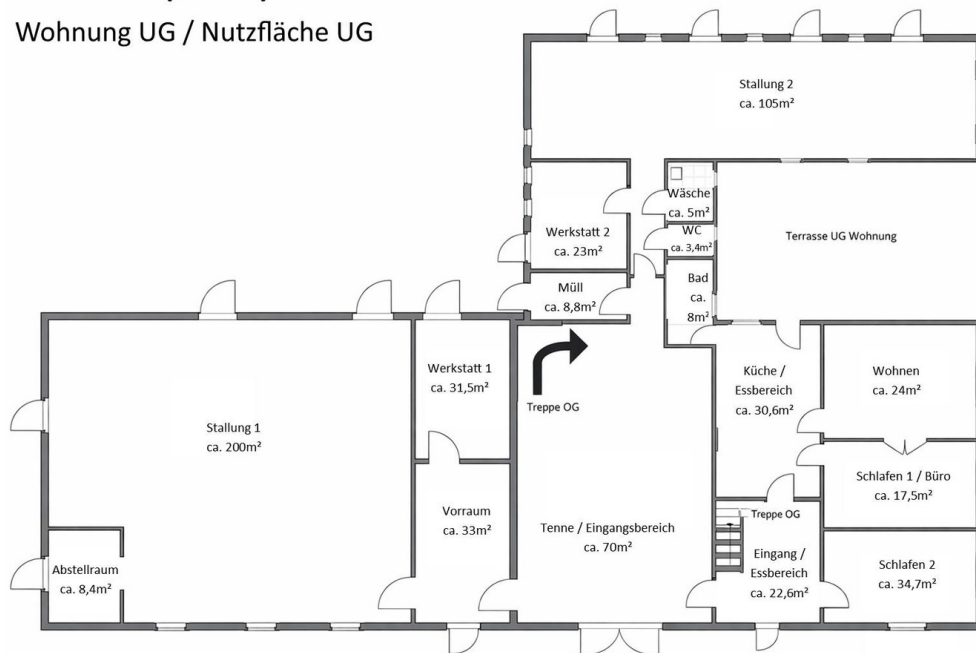 Wohnung UG / Nutzfläche UG
Stallung 2
ca. 105m²
Wäsche
ca. 5m²
Werkstatt 2
ca. 23m²
WC
ca. 3,4m²
Terrasse UG Wohnung
Müll
ca. 8,8m²
Bad
ca.
8m²
Werkstatt 1
ca. 31,5m²
Küche /
Essbereich
ca. 30,6m²
Wohnen
ca. 24m²
Treppe OG
Stallung 1
ca. 200m²
Schlafen 1 / Büro
ca. 17,5m²
Vorraum
ca. 33m²
Tenne / Eingangsbereich
ca. 70m²
Treppe OG
Eingang /
Essbereich
ca. 22,6m²
Abstellraum
ca. 8,4m²
Schlafen 2
ca. 34,7m²